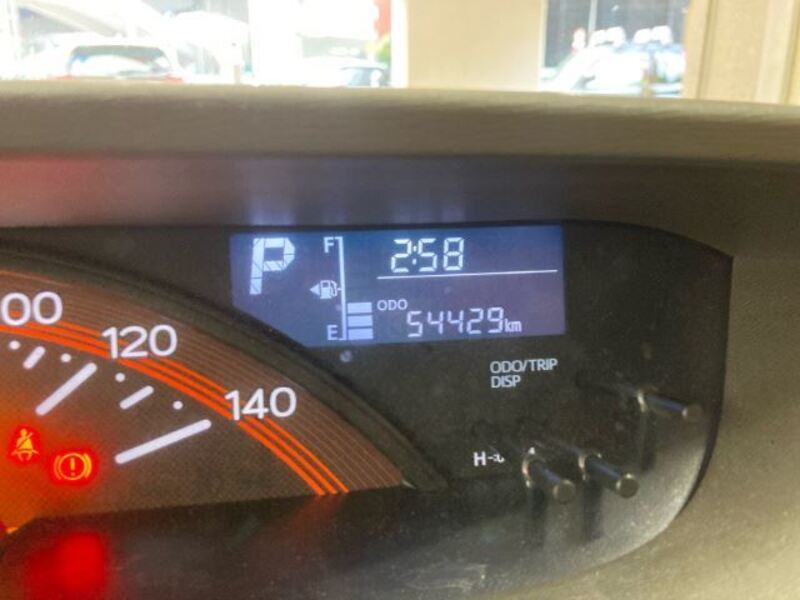 P
F
2:58
ODO
E
54429km
00
120
140
ODO/TRIP
DISP
H